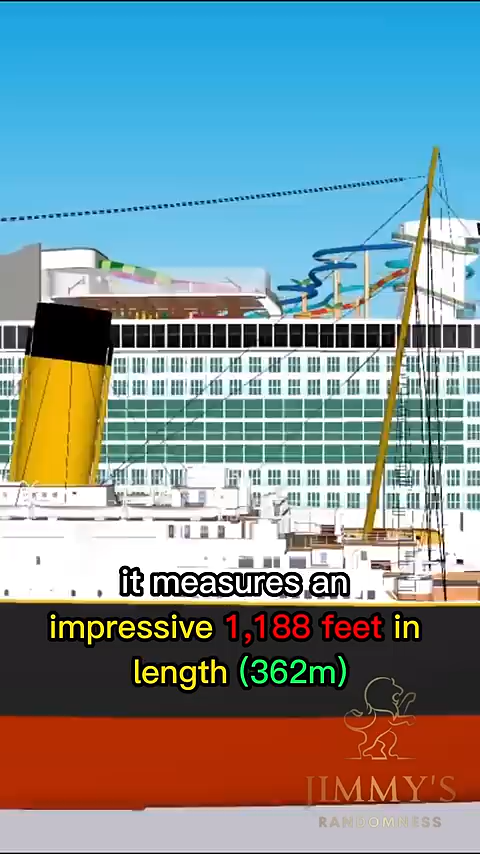 it measures an
impressive 1,188 feet in
length (362m)
JIMMY'S
RANDOMNESS